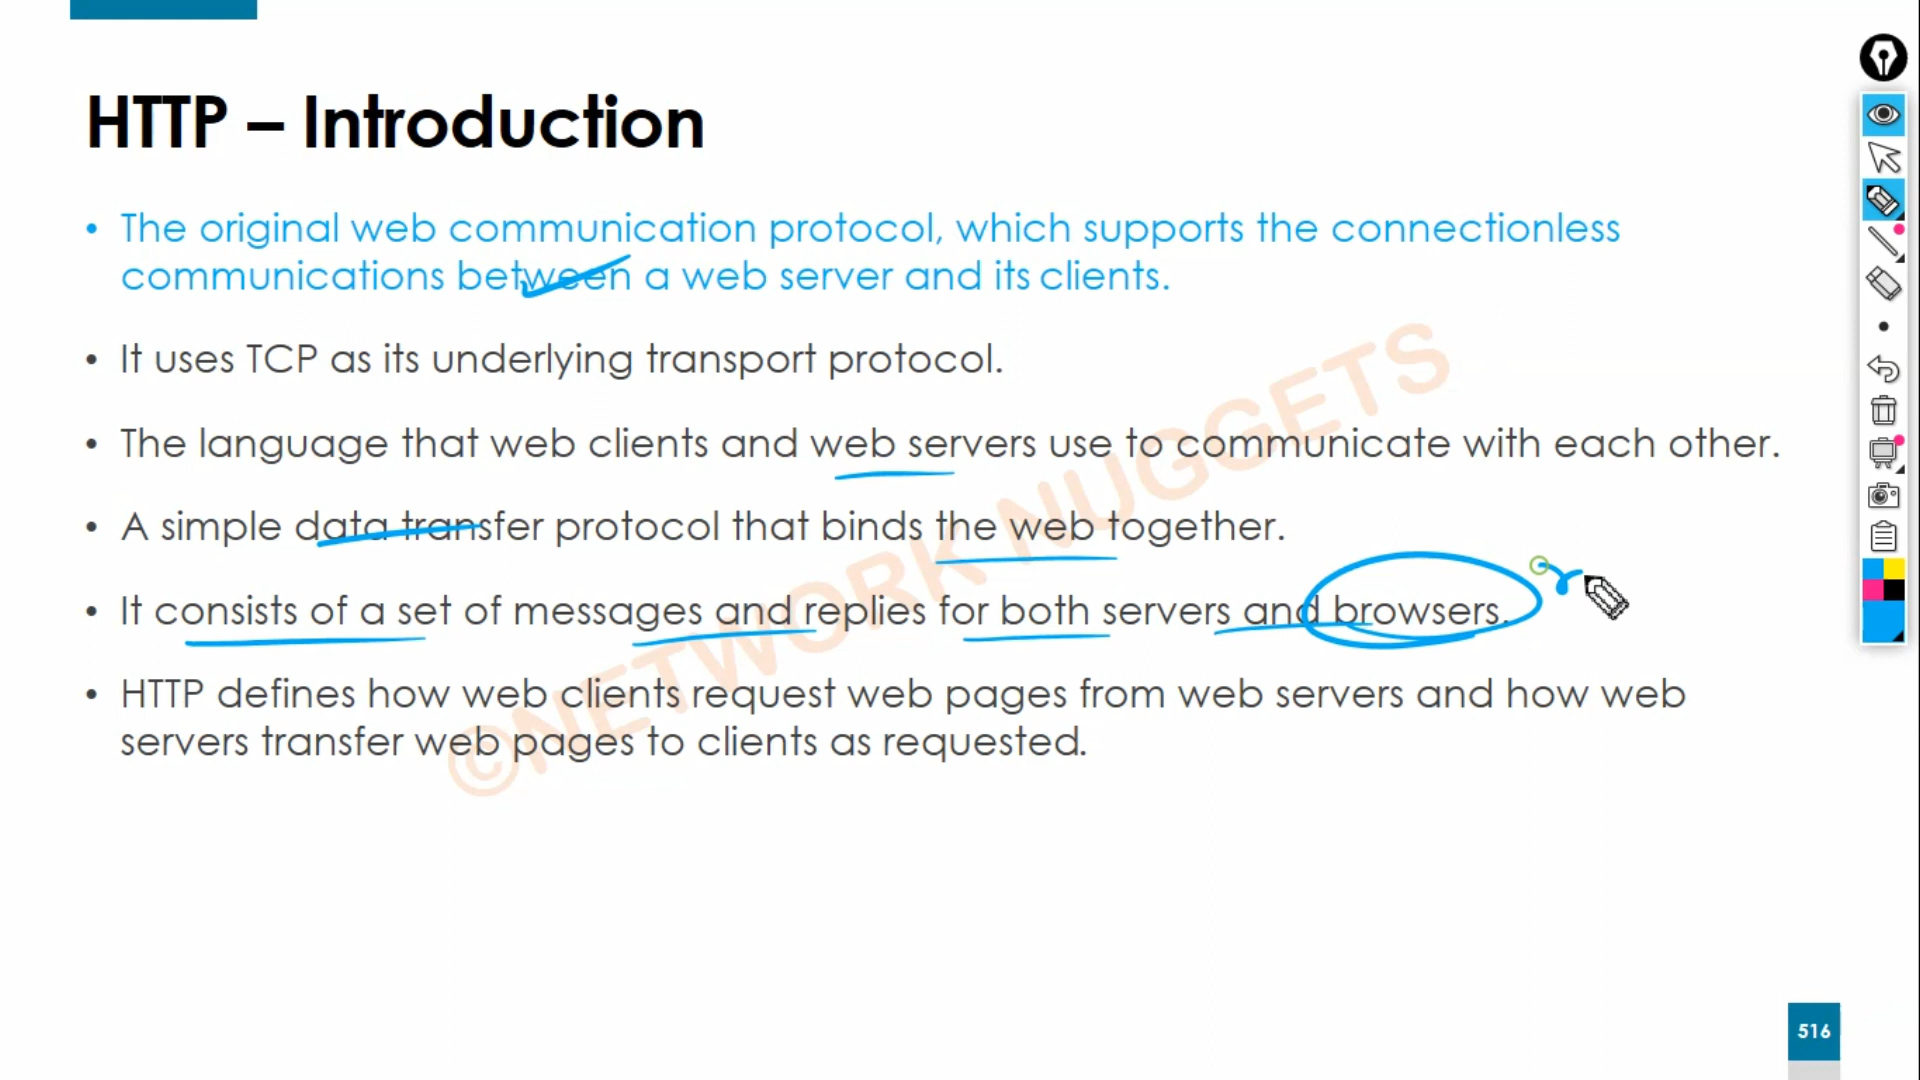 HTTP – Introduction
• The original web communication protocol, which supports the connectionless
communications between a web server and its clients.
• It uses TCP as its underlying transport protocol.
• The language that web clients and web servers use to communicate with each other.
• A simple data transfer protocol that binds the web together.
• It consists of a set of messages and replies for both servers and browsers.
• HTTP defines how web clients request web pages from web servers and how web
servers transfer web pages to clients as requested.
©NETWORK NUGGETS
516